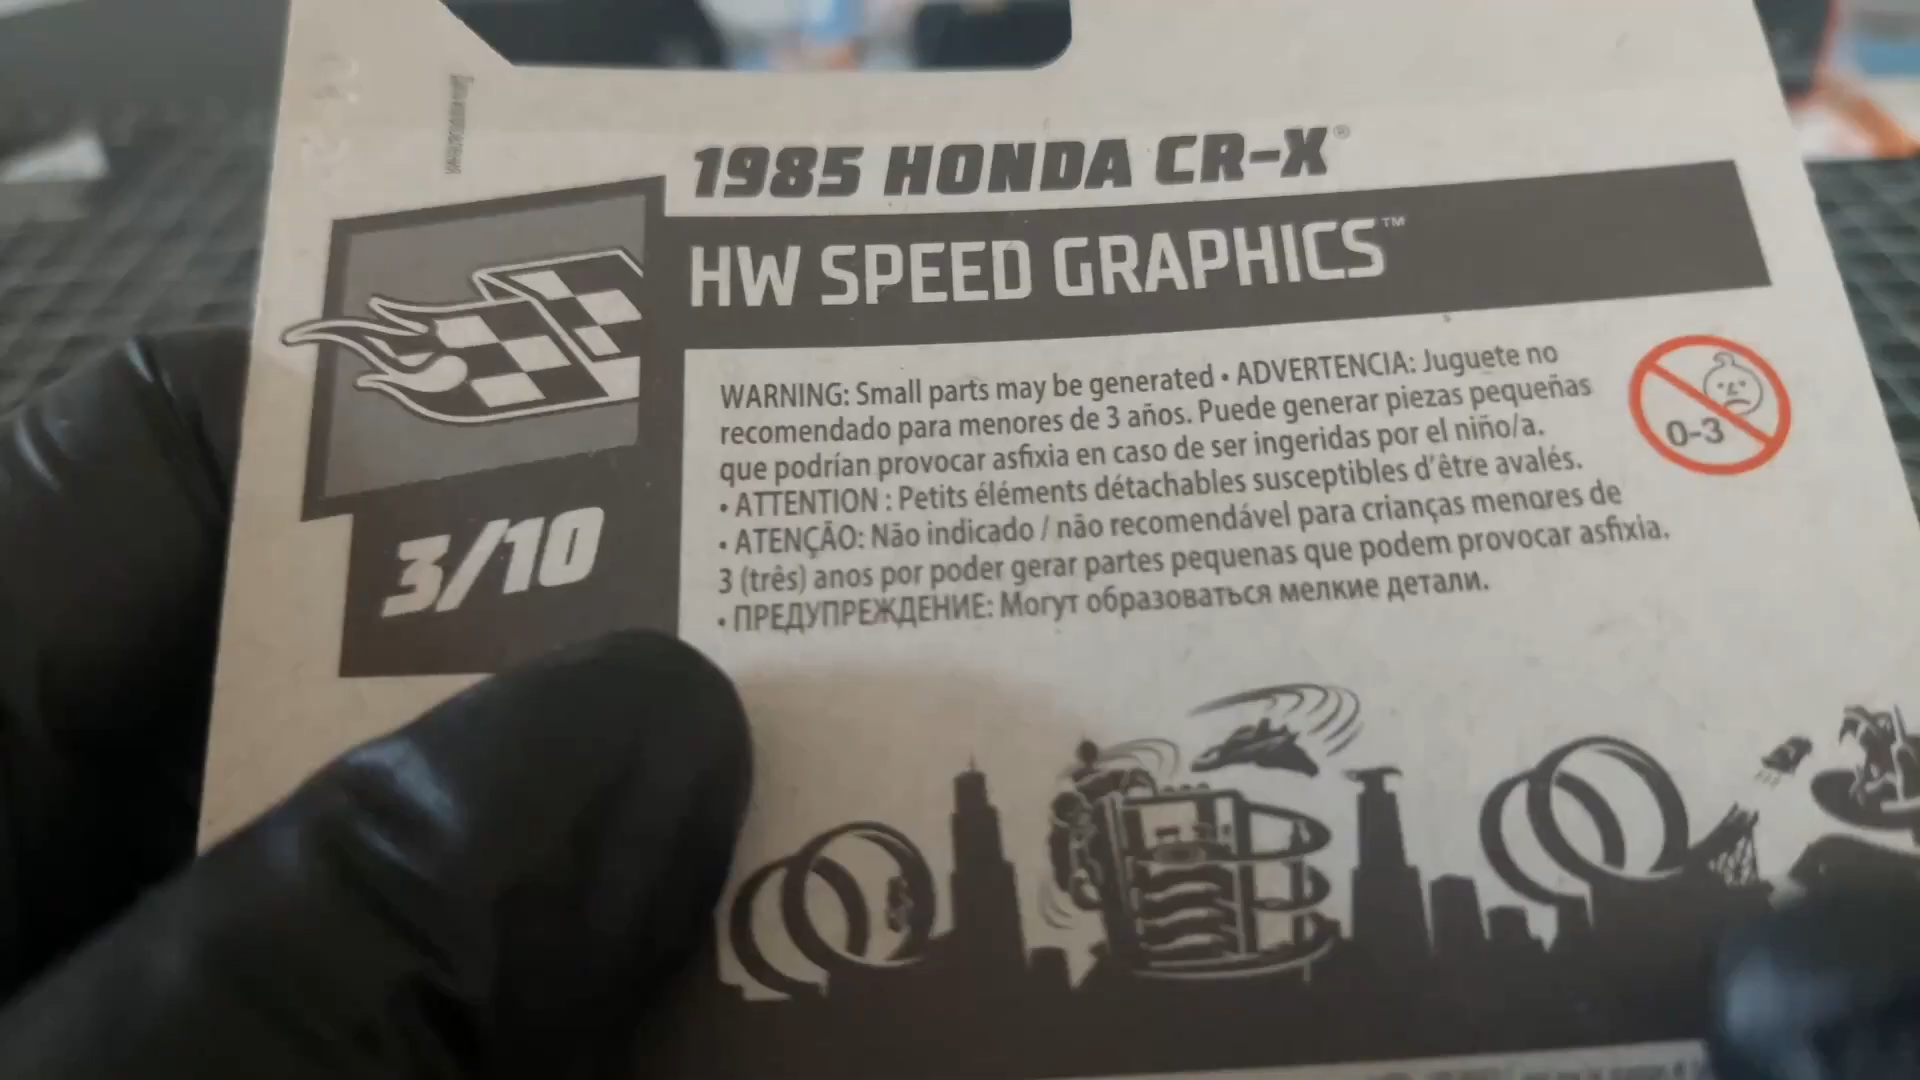 1985 HONDA CR-X®
HW SPEED GRAPHICS™
3/10
WARNING: Small parts may be generated • ADVERTENCIA: Juguete no
recomendado para menores de 3 años. Puede generar piezas pequeñas
que podrían provocar asfixia en caso de ser ingeridas por el niño/a.
• ATTENTION : Petits éléments détachables susceptibles d'être avalés.
• ATENÇÃO: Não indicado / não recomendável para crianças menores de
3 (três) anos por poder gerar partes pequenas que podem provocar asfixia.
• ПРЕДУПРЕЖДЕНИЕ: Могут образоваться мелкие детали.
0-3